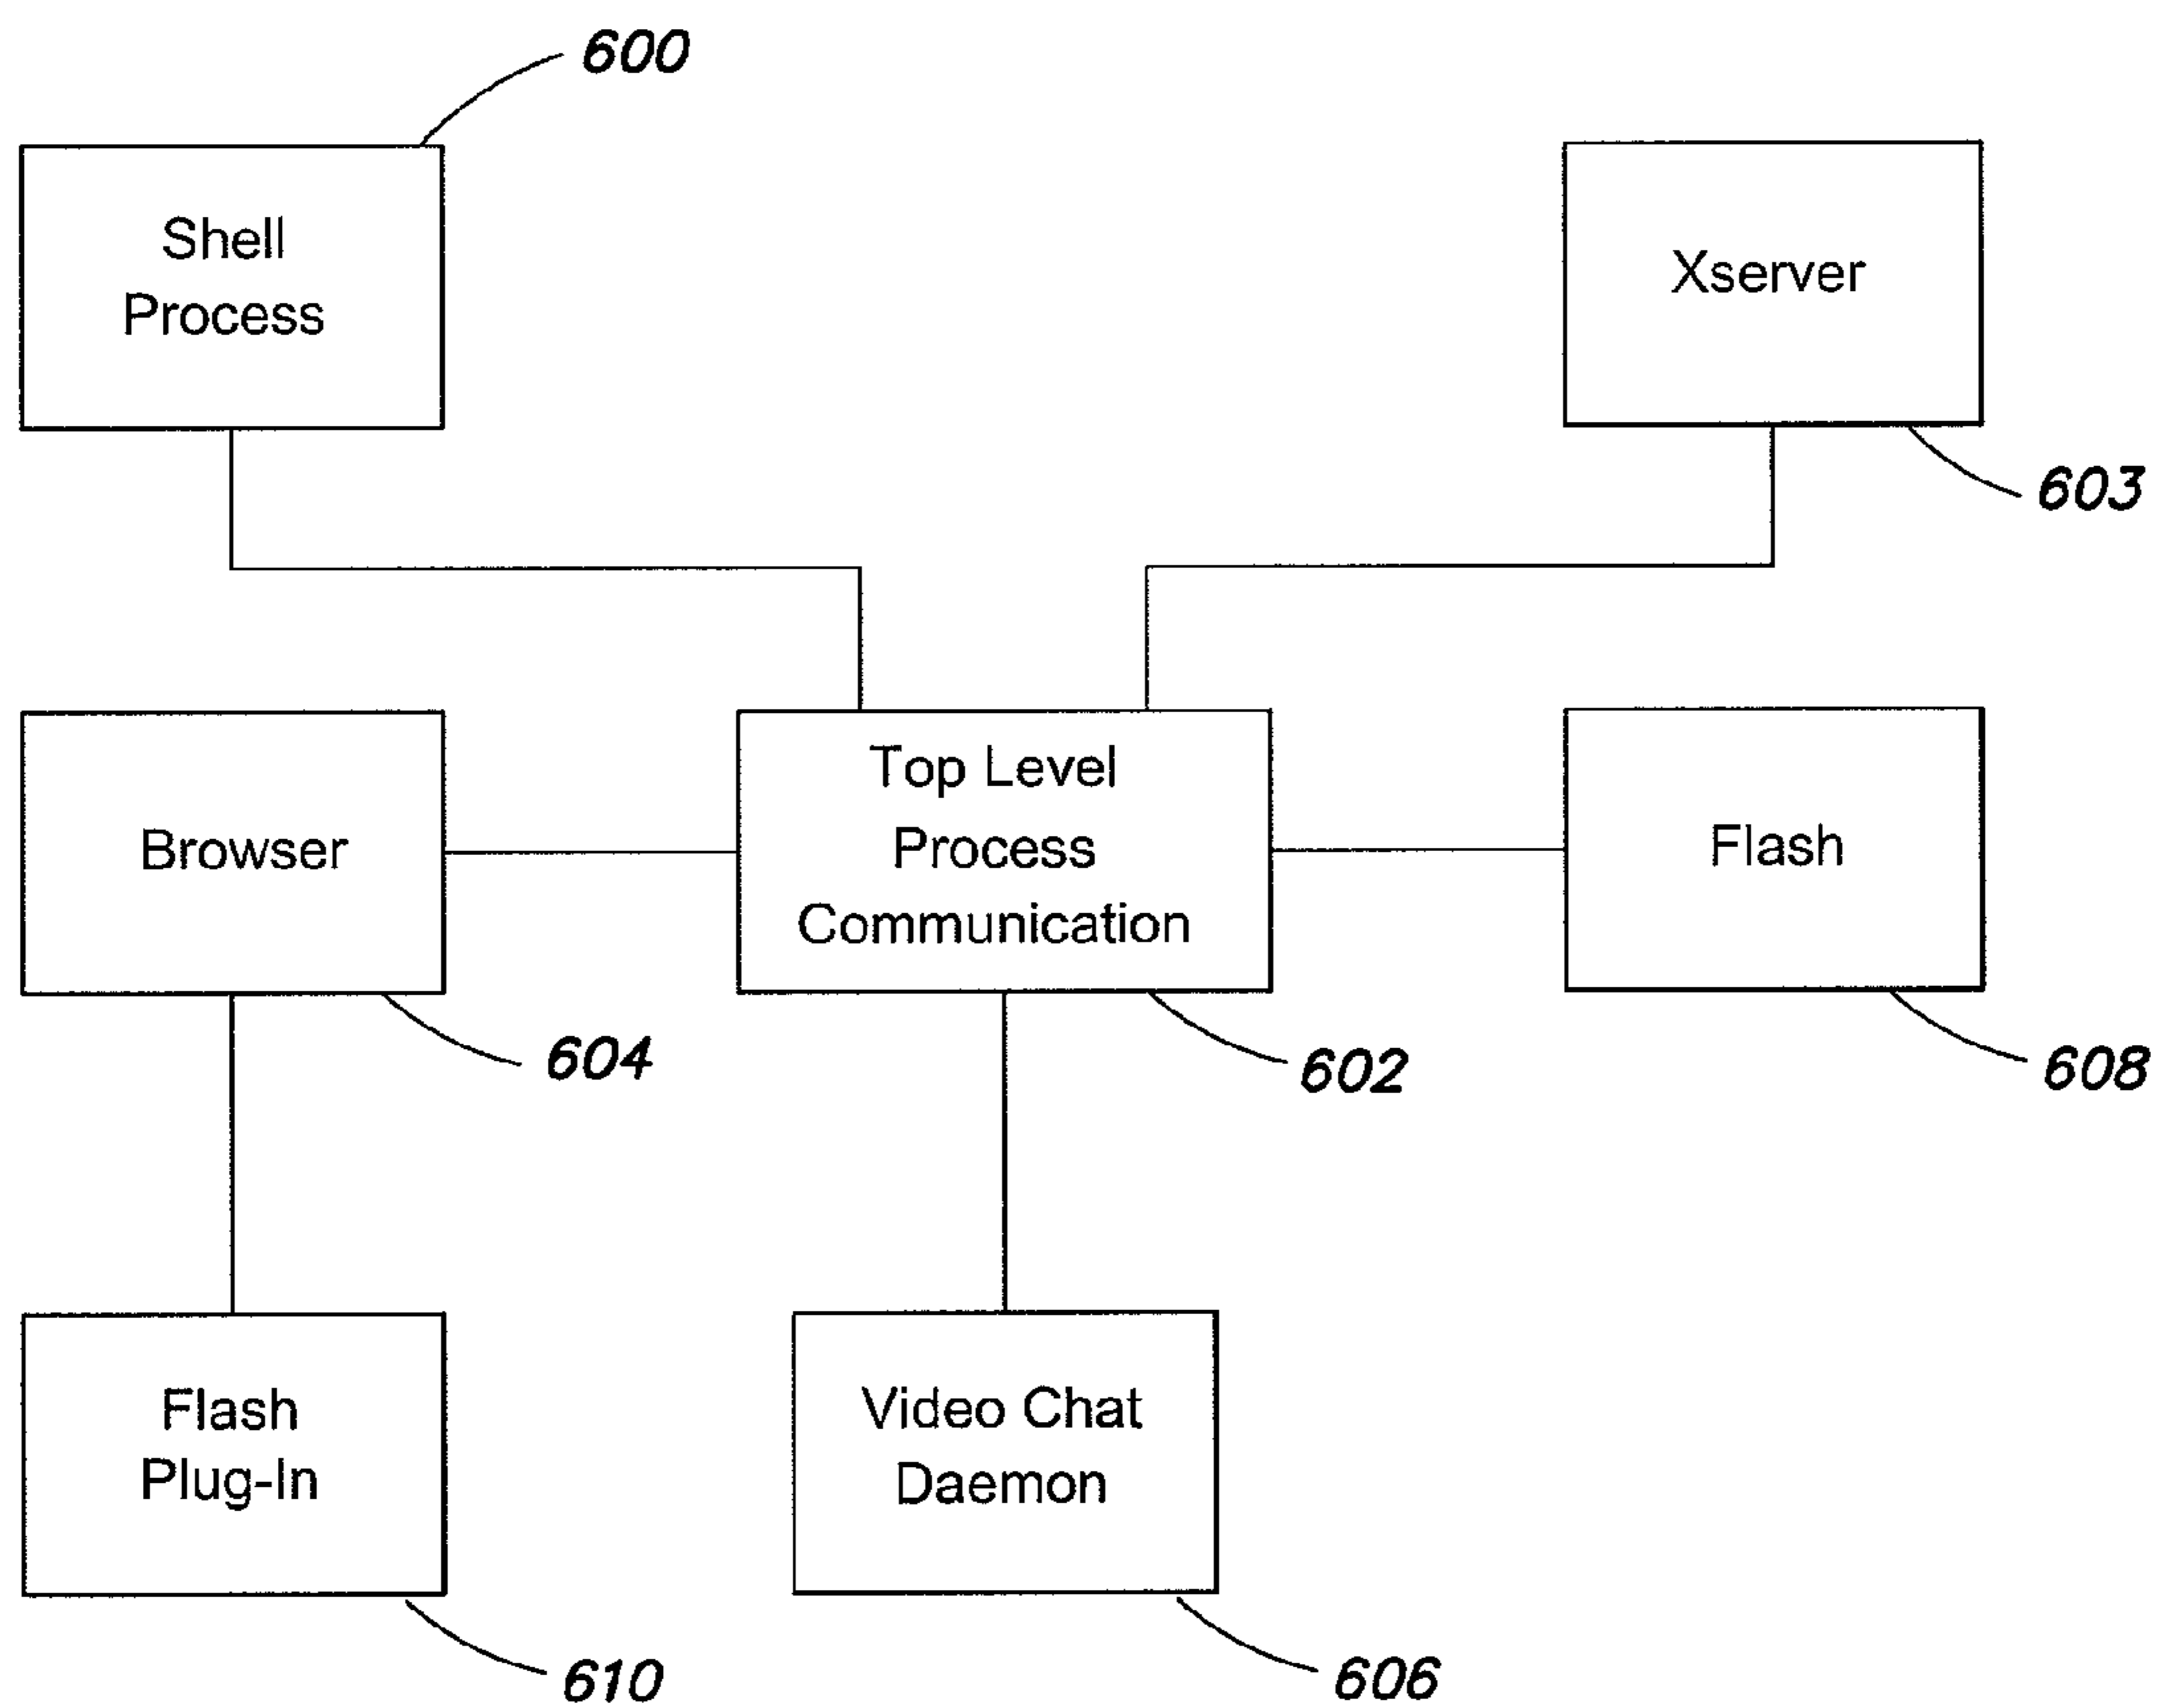 600
Shell
Process
Xserver
603
Browser
604
Top Level
Process
Communication
602
Flash
608
Flash
Plug-In
610
Video Chat
Daemon
606